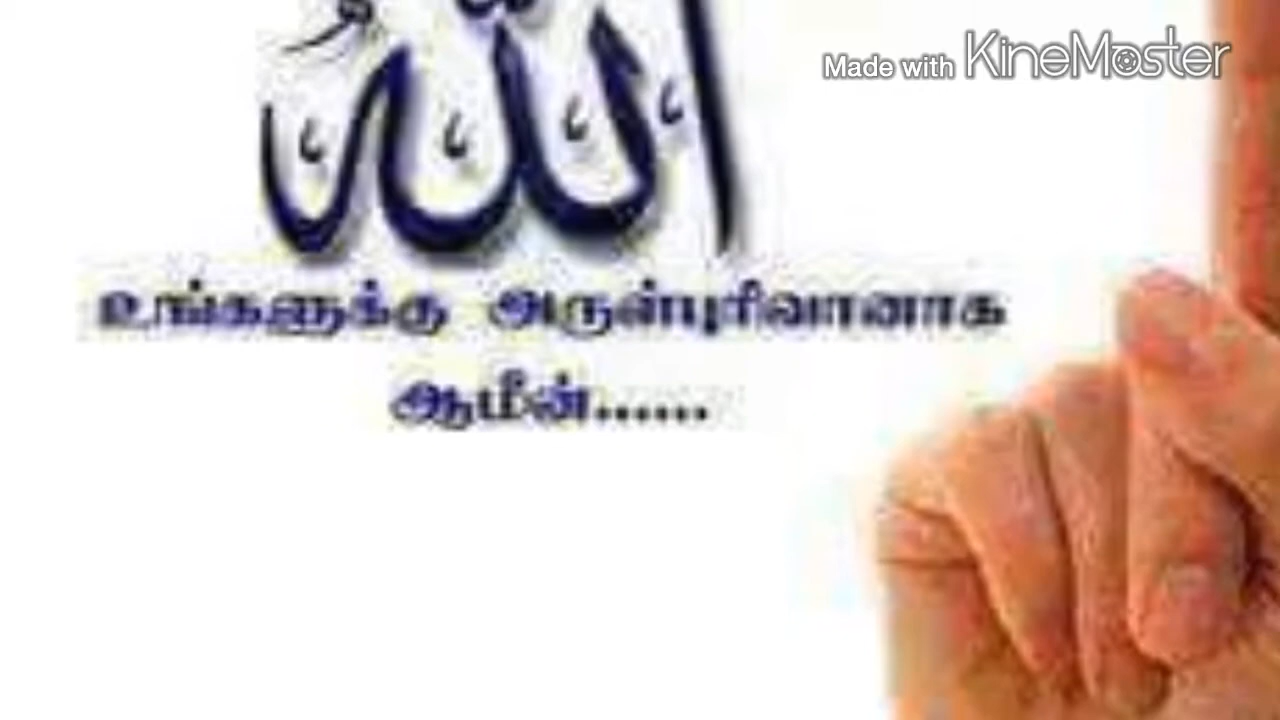 Made with KineMaster
الله
உங்களுக்கு அருள்புரிவானாக
ஆமீன்......